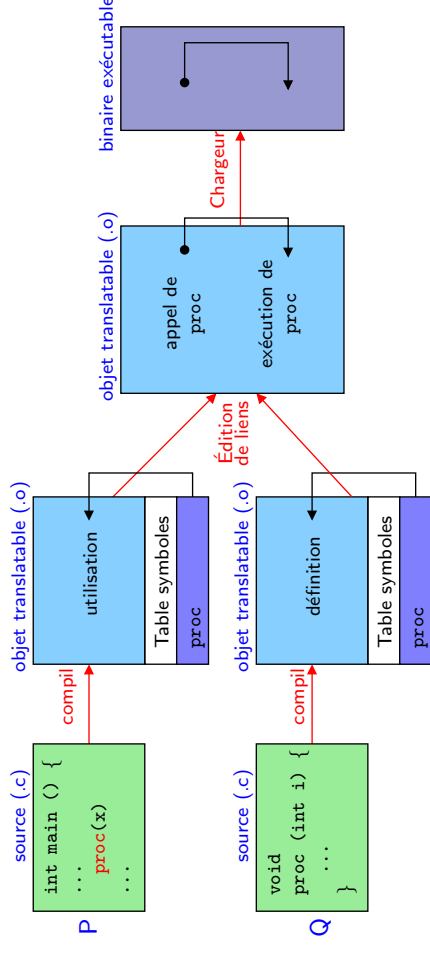 P
source (.c)
int main () {
...
proc(x)
...
compil
objet translatable (.o)
utilisation
Table symboles
proc
Q
source (.c)
void
proc (int i) {
...
}
compil
objet translatable (.o)
définition
Table symboles
proc
Édition
de liens
objet translatable (.o)
appel de
proc
exécution de
proc
Chargeur
binaire exécutable